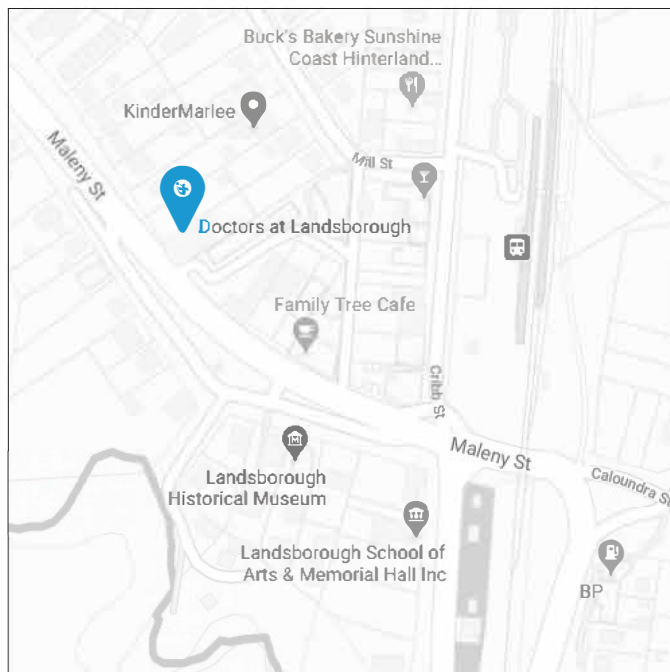 Buck's Bakery Sunshine
Coast Hinterland...
KinderMarlee
Maleny St
Mill St
Doctors at Landsborough
Family Tree Cafe
Cribb St
Maleny St
Landsborough
Historical Museum
Caloundra St
Landsborough School of
Arts & Memorial Hall Inc
BP